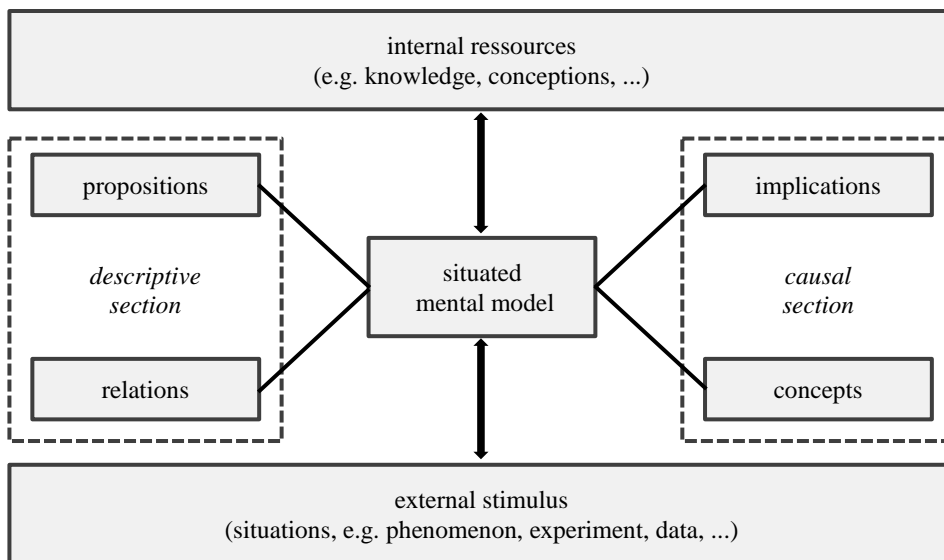 internal ressources
(e.g. knowledge, conceptions, ...)
propositions
implications
descriptive
section
situated
mental model
causal
section
relations
concepts
external stimulus
(situations, e.g. phenomenon, experiment, data, ...)